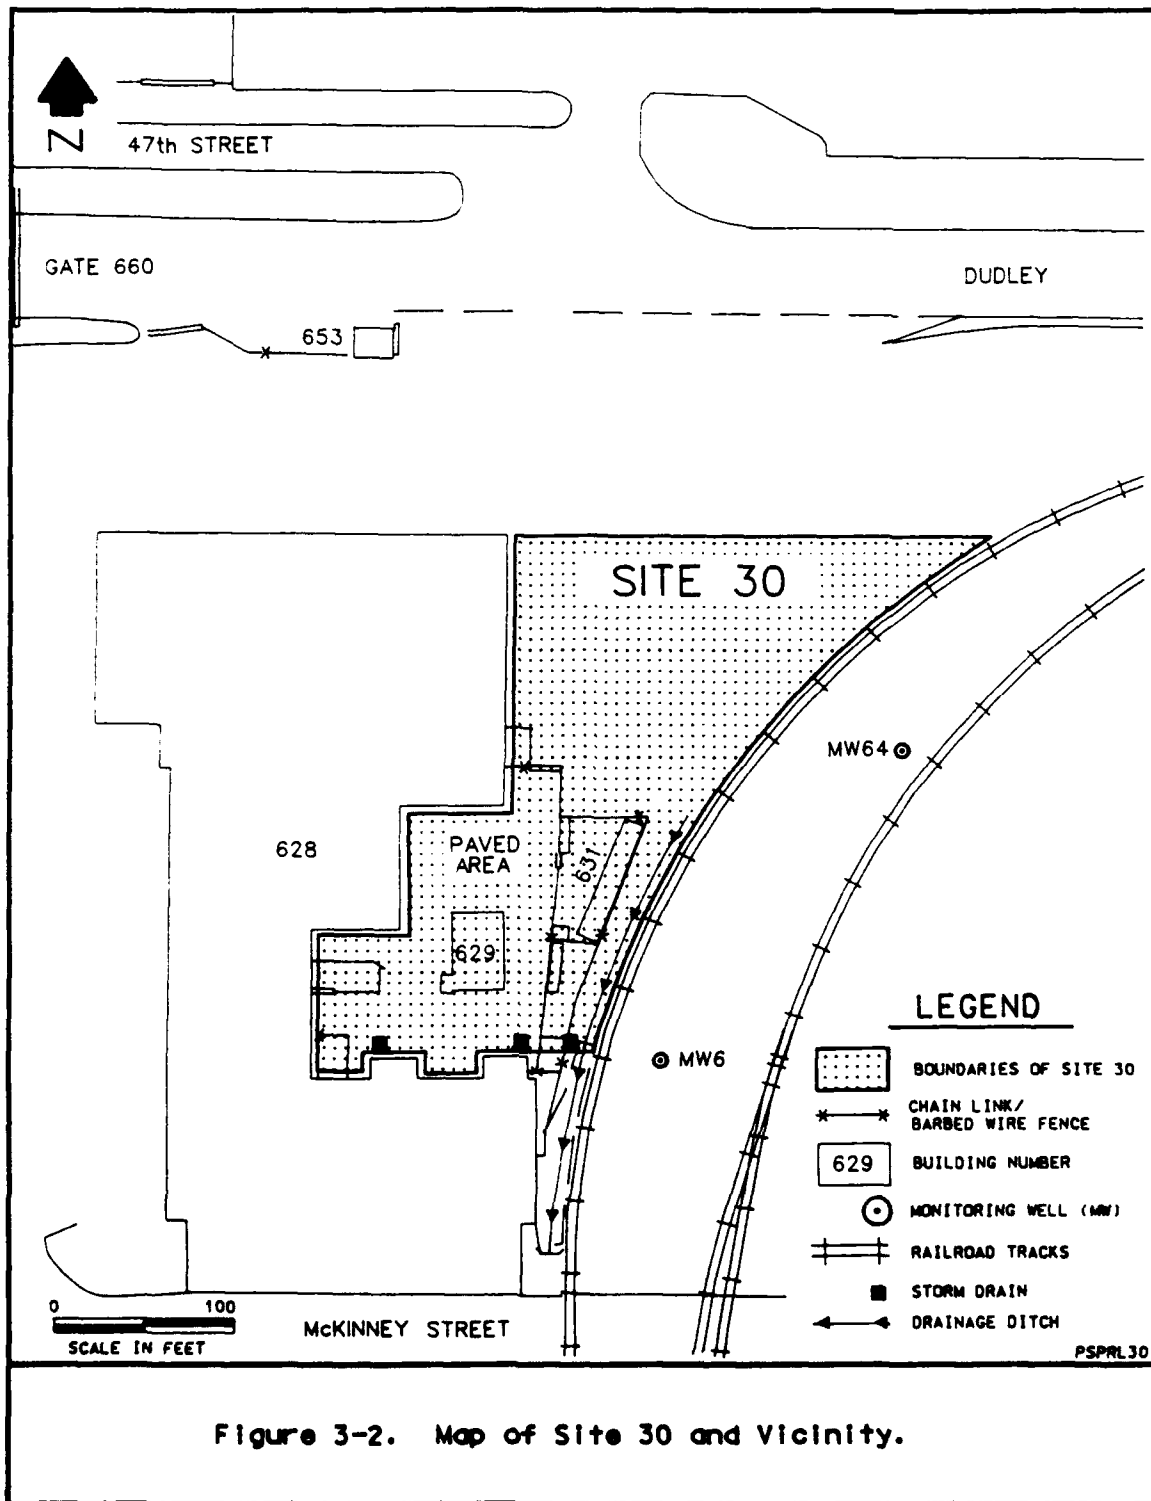 N
47th STREET
GATE 660
DUDLEY
653
SITE 30
MW64
628
PAVED
AREA
631
629
MW6
LEGEND
BOUNDARIES OF SITE 30
CHAIN LINK/
BARBED WIRE FENCE
629 BUILDING NUMBER
MONITORING WELL (MW)
RAILROAD TRACKS
STORM DRAIN
DRAINAGE DITCH
0 100
SCALE IN FEET
McKINNEY STREET
PSPRL30
Figure 3-2. Map of Site 30 and Vicinity.